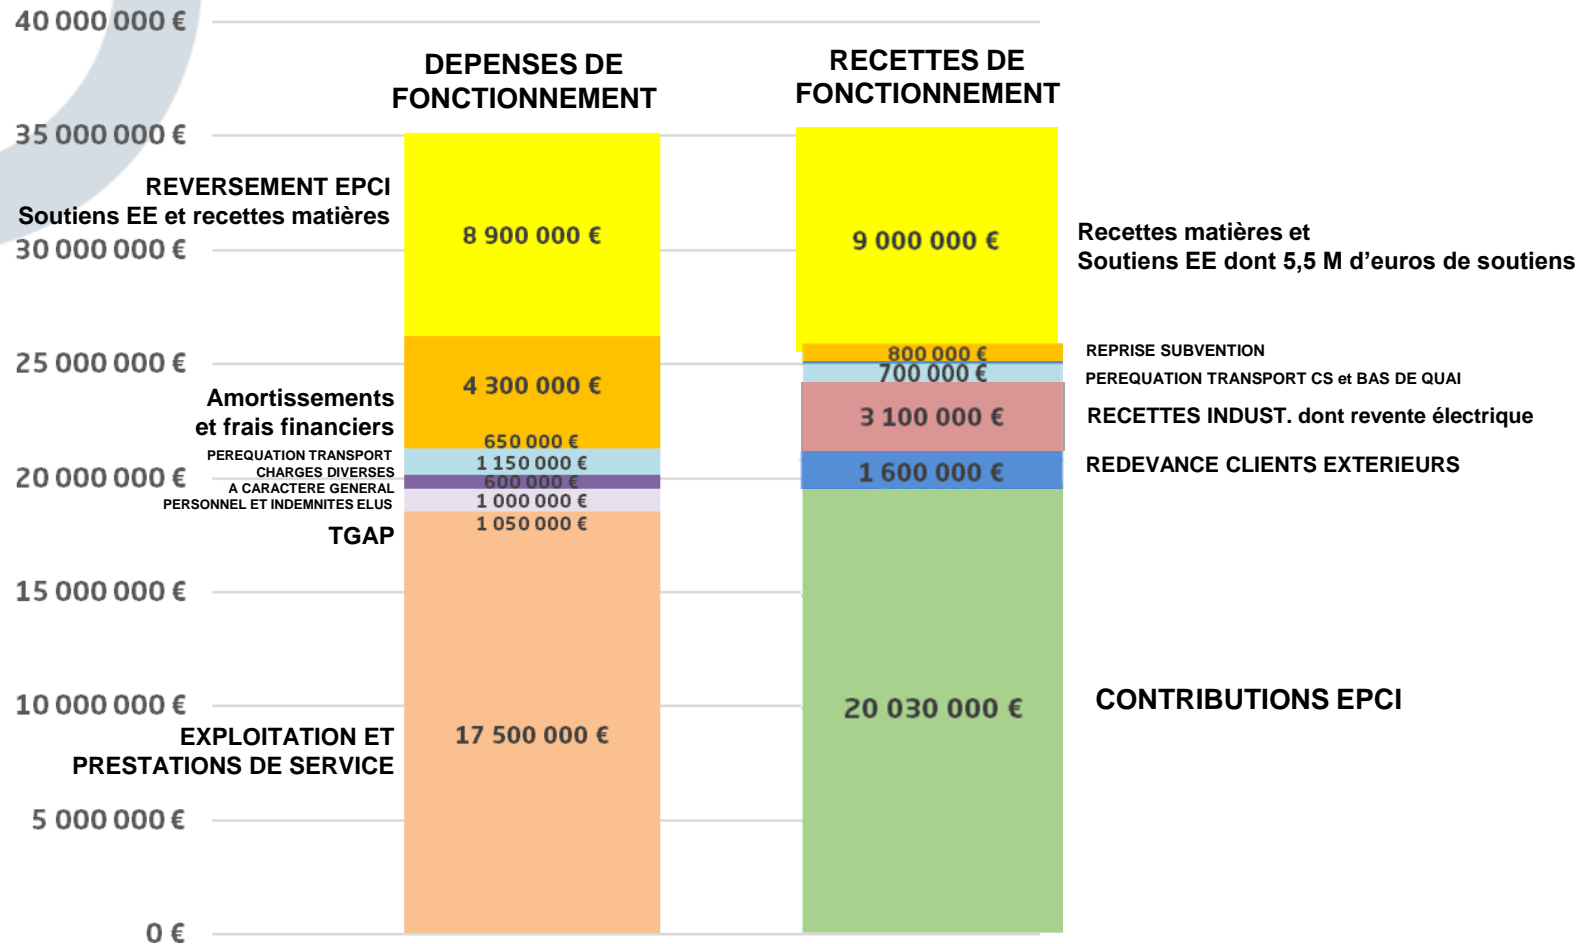 40 000 000 €
35 000 000 €
30 000 000 €
25 000 000 €
20 000 000 €
15 000 000 €
10 000 000 €
5 000 000 €
0 €
DEPENSES DE
FONCTIONNEMENT
REVERSEMENT EPCI
Soutiens EE et recettes matières
Amortissements
et frais financiers
PEREQUATION TRANSPORT
CHARGES DIVERSES
A CARACTERE GENERAL
PERSONNEL ET INDEMNITES ELUS
TGAP
EXPLOITATION ET
PRESTATIONS DE SERVICE
8 900 000 €
4 300 000 €
650 000 €
1 150 000 €
600 000 €
1 000 000 €
1 050 000 €
17 500 000 €
RECETTES DE
FONCTIONNEMENT
9 000 000 €
800 000 €
700 000 €
3 100 000 €
1 600 000 €
20 030 000 €
Recettes matières et
Soutiens EE dont 5,5 M d’euros de soutiens
REPRISE SUBVENTION
PEREQUATION TRANSPORT CS et BAS DE QUAI
RECETTES INDUST. dont revente électrique
REDEVANCE CLIENTS EXTERIEURS
CONTRIBUTIONS EPCI